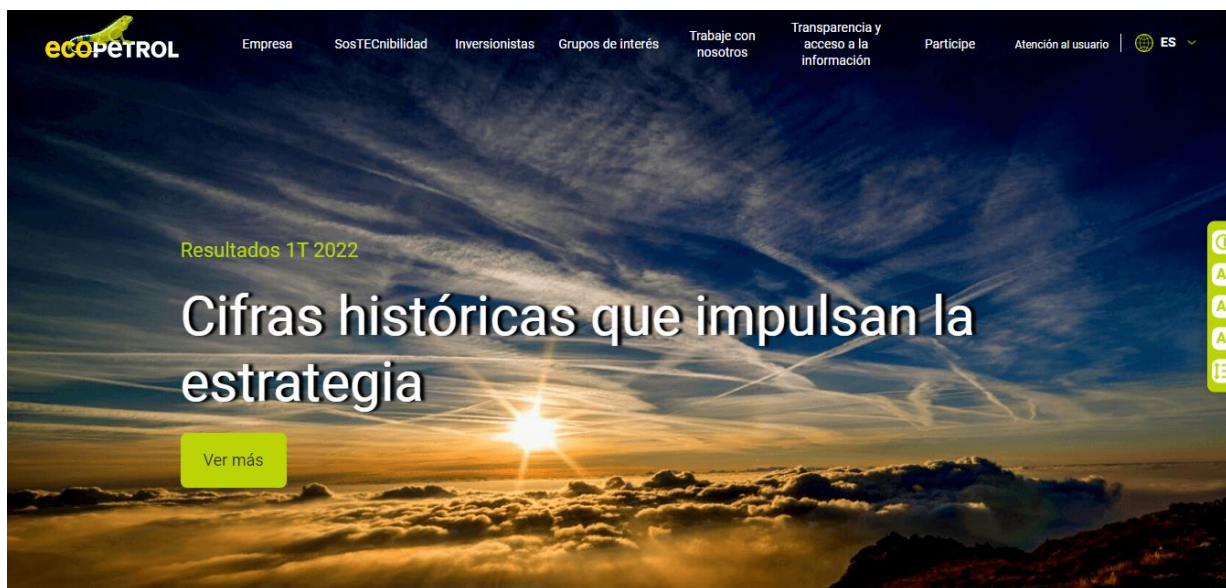 ecopetrol
Empresa
SosTECnibilidad
Inversionistas
Grupos de interés
Trabaje con
nosotros
Transparencia y
acceso a la
información
Participe
Atención al usuario
ES
Resultados 1T 2022
Cifras históricas que impulsan la
estrategia
Ver más
A
A
A